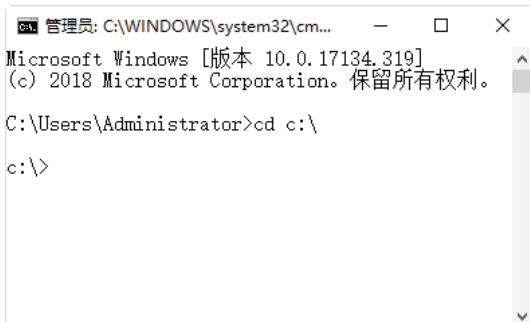 管理员: C:\WINDOWS\system32\cm...
Microsoft Windows [版本 10.0.17134.319]
(c) 2018 Microsoft Corporation。保留所有权利。
C:\Users\Administrator>cd c:\
c:\>